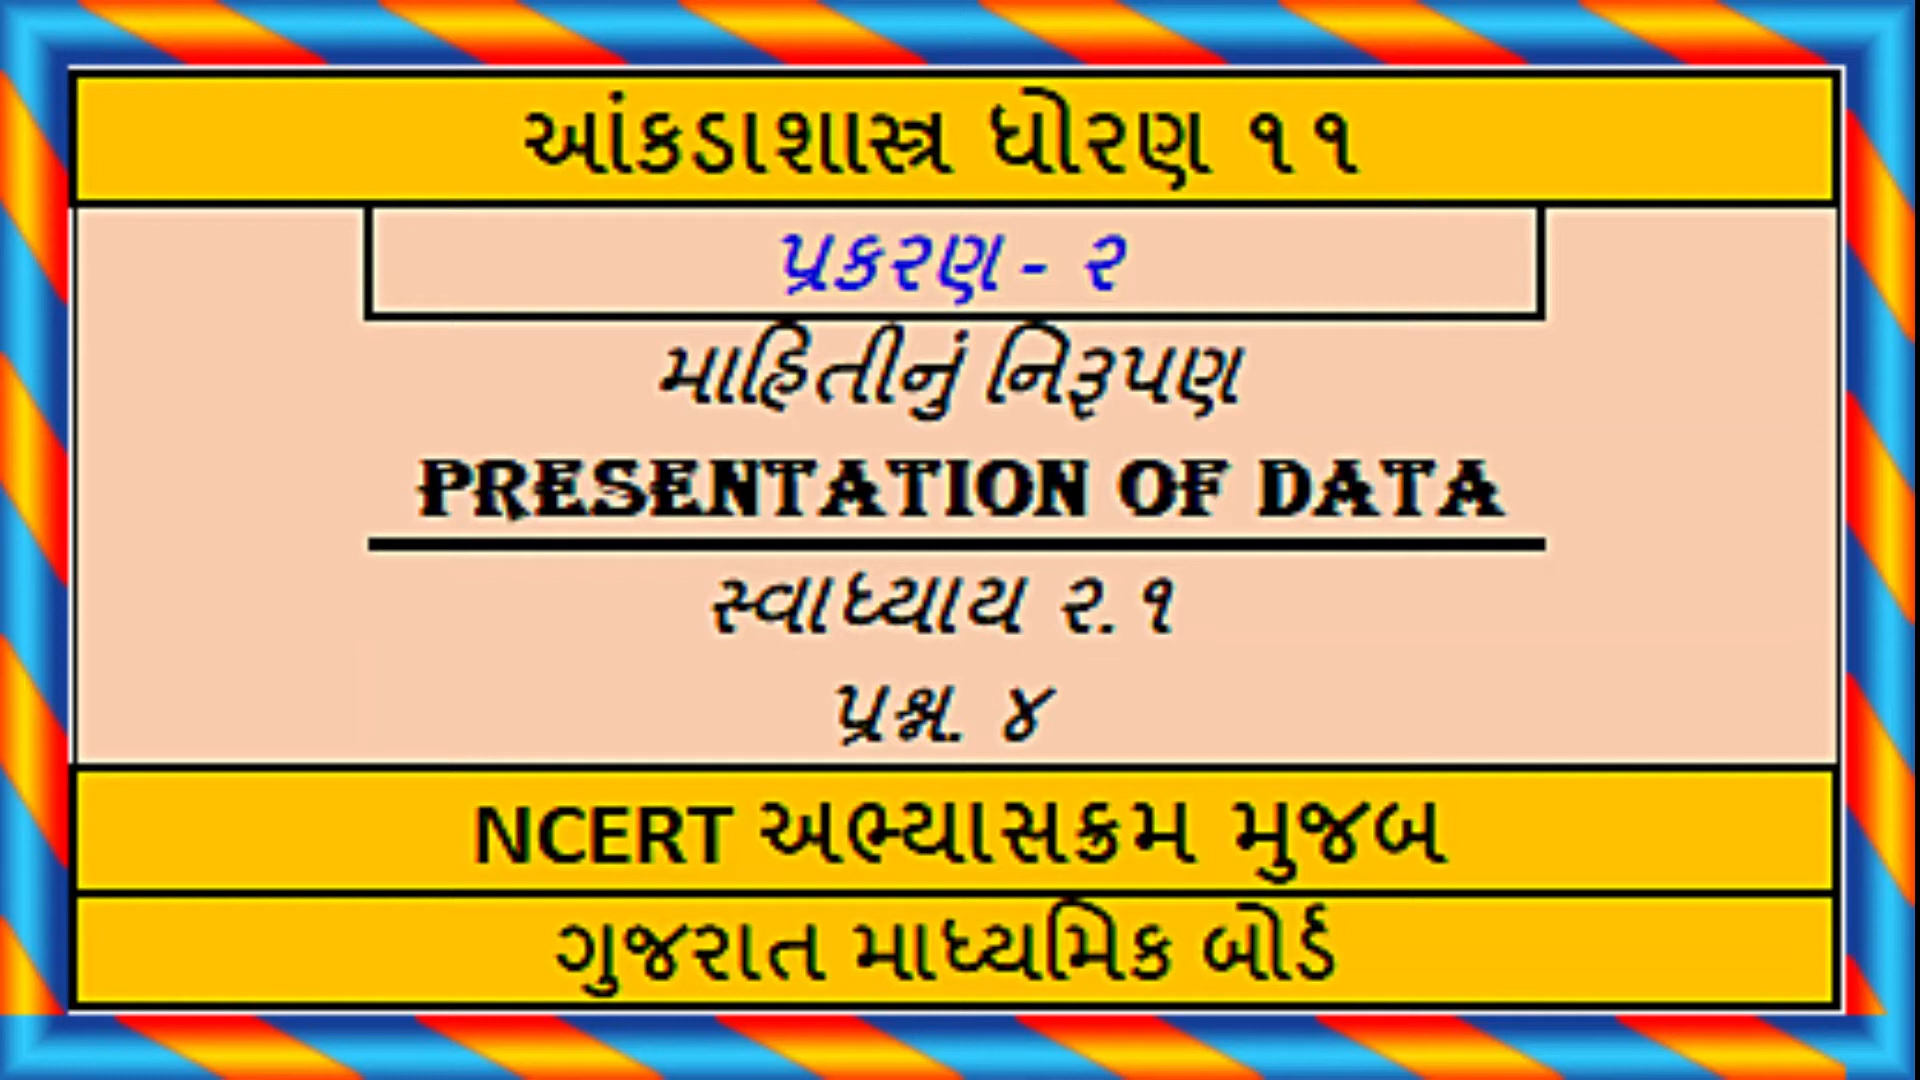 આંકડાશાસ્ત્ર ધોરણ ૧૧
પ્રકરણ - ૨
માહિતીનું નિરૂપણ
PRESENTATION OF DATA
સ્વાધ્યાય ૨.૧
પ્રશ્ન. ૪
NCERT અભ્યાસક્રમ મુજબ
ગુજરાત માધ્યમિક બોર્ડ